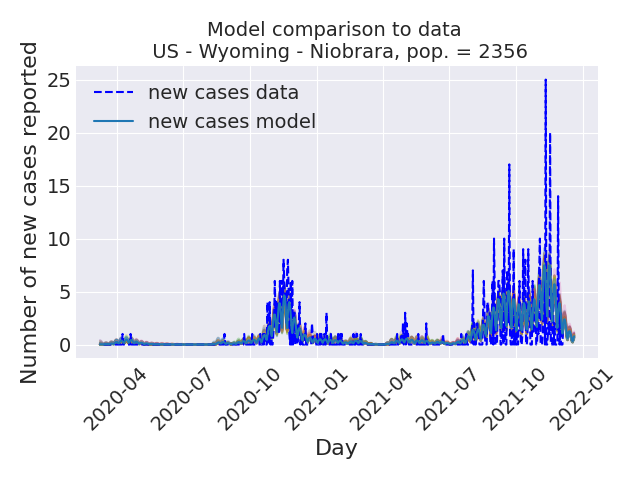 Model comparison to data
US - Wyoming - Niobrara, pop. = 2356
Number of new cases reported
25
20
15
10
5
0
new cases data
new cases model
2020-04
2020-07
2020-10
2021-01
2021-04
2021-07
2021-10
2022-01
Day